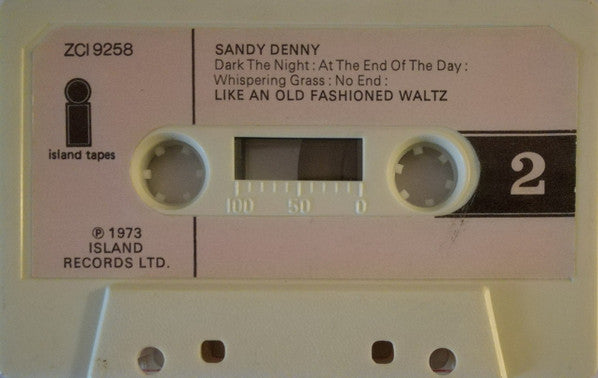 ZCI 9258
island tapes
℗ 1973
ISLAND
RECORDS LTD.
SANDY DENNY
Dark The Night : At The End Of The Day :
Whispering Grass : No End :
LIKE AN OLD FASHIONED WALTZ
100 50 0
2